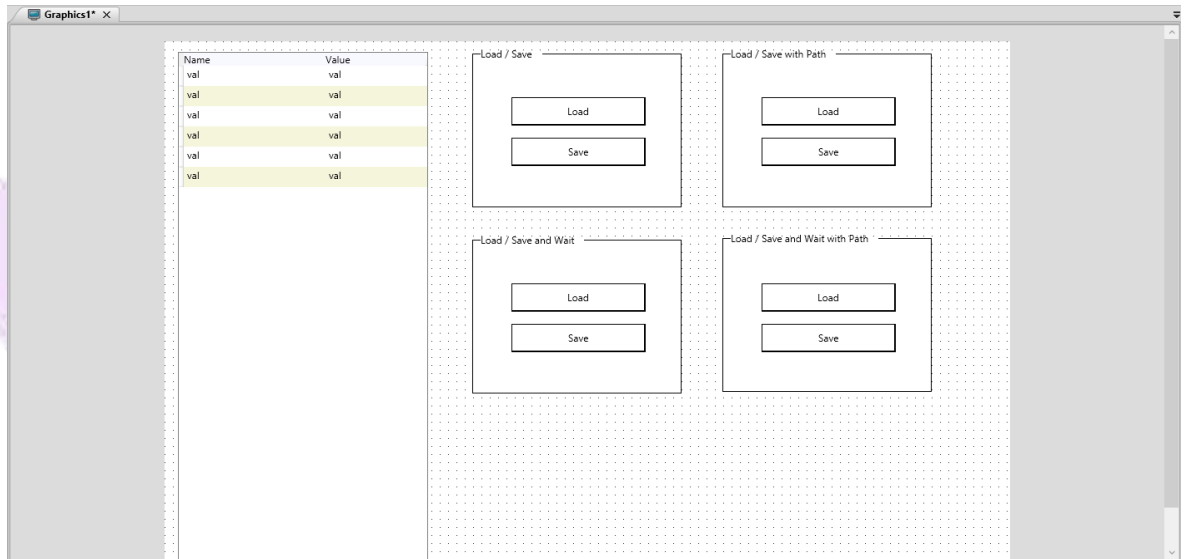 Graphics1* X
Name Value
val val
val val
val val
val val
val val
val val
Load / Save
Load
Save
Load / Save with Path
Load
Save
Load / Save and Wait
Load
Save
Load / Save and Wait with Path
Load
Save